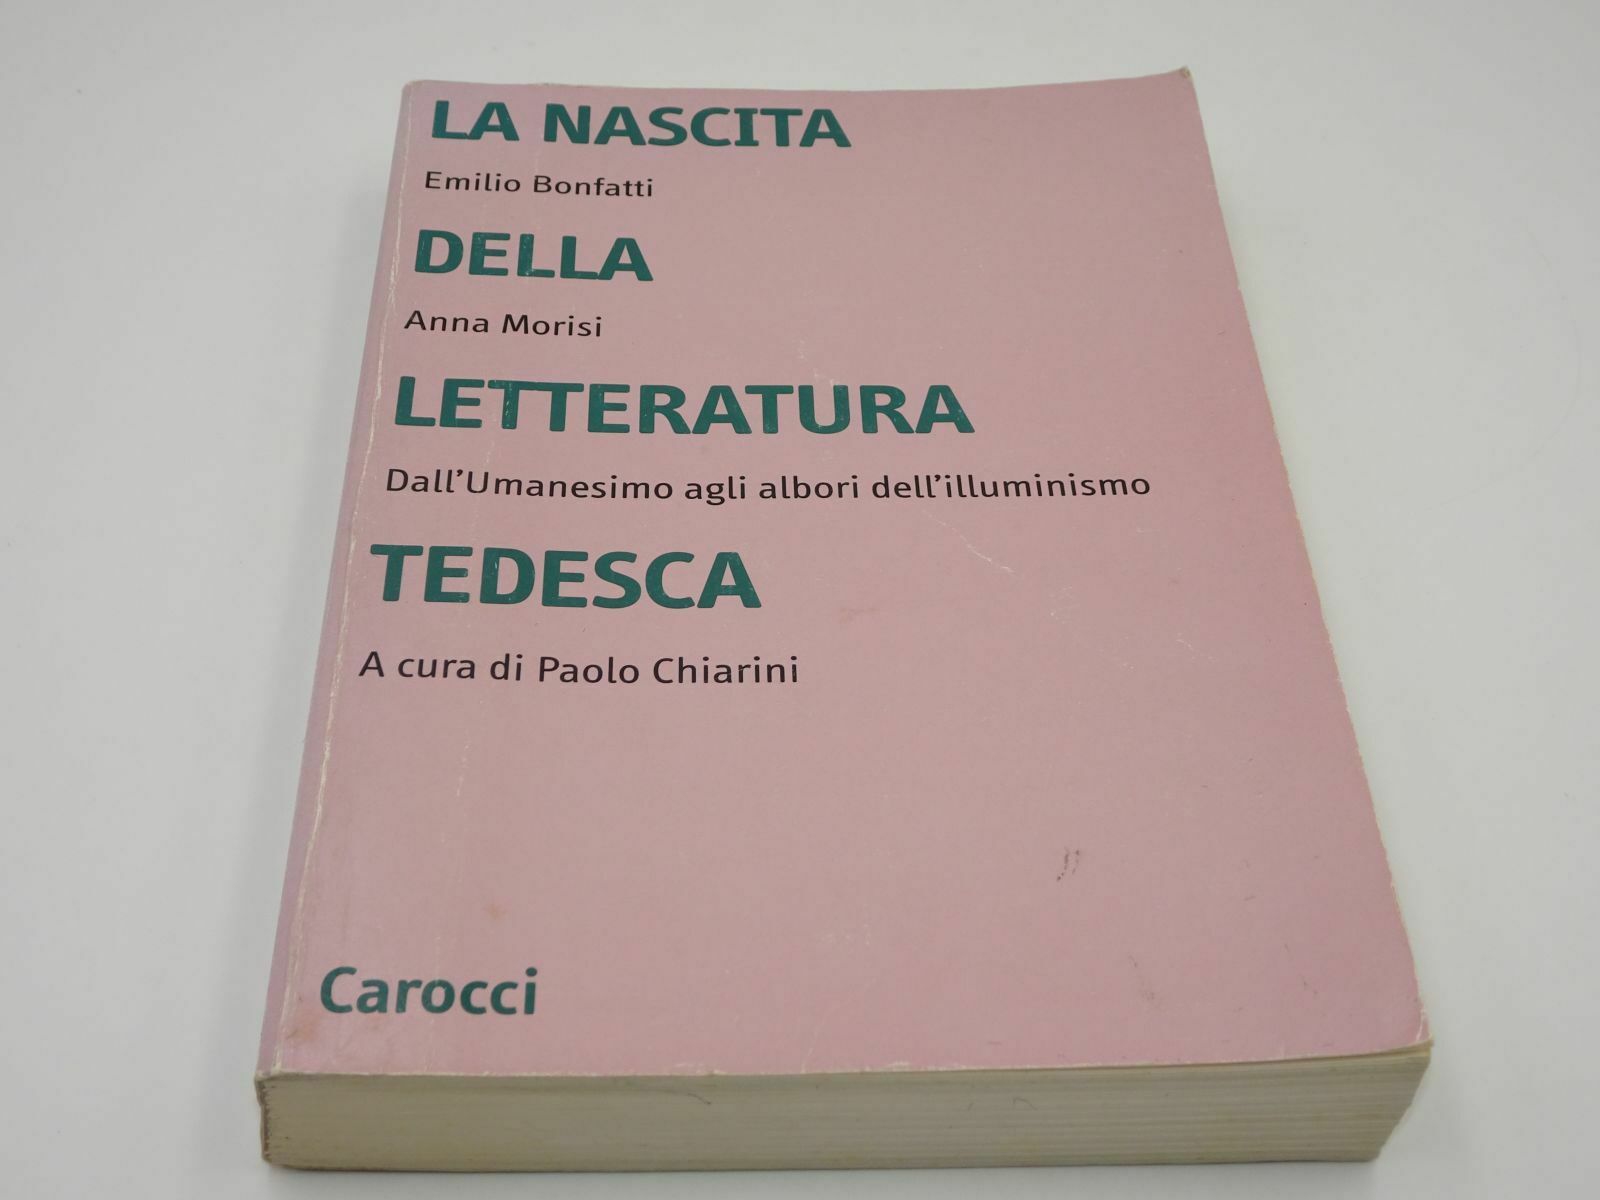 LA NASCITA
Emilio Bonfatti
DELLA
Anna Morisi
LETTERATURA
Dall'Umanesimo agli albori dell'illuminismo
TEDESCA
A cura di Paolo Chiarini
Carocci